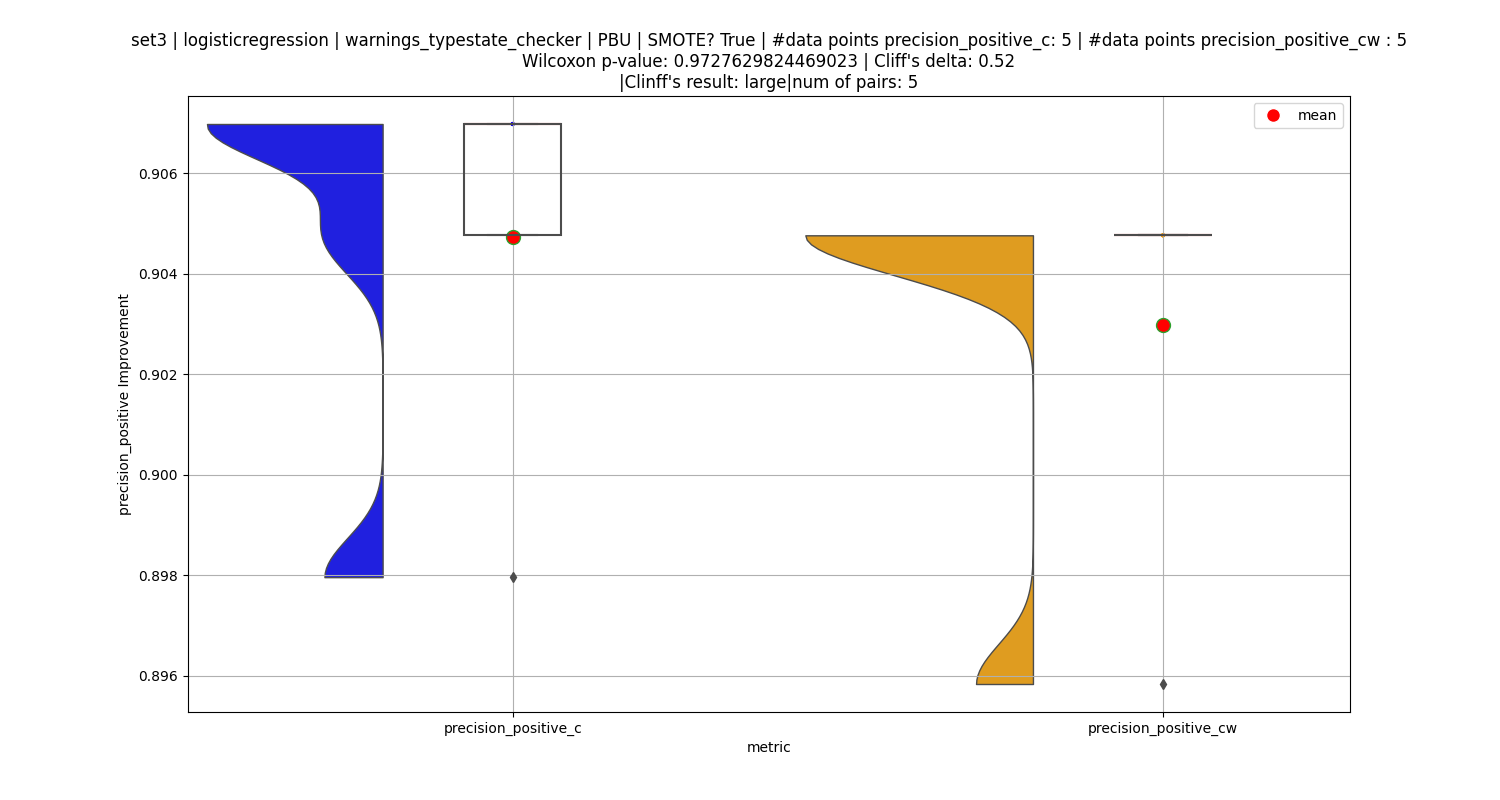 set3 | logisticregression | warnings_typestate_checker | PBU | SMOTE? True | #data points precision_positive_c: 5 | #data points precision_positive_cw : 5
Wilcoxon p-value: 0.9727629824469023 | Cliff's delta: 0.52
|Clinff's result: large|num of pairs: 5
mean
0.906
0.904
0.902
0.900
0.898
0.896
precision_positive Improvement
precision_positive_c
precision_positive_cw
metric